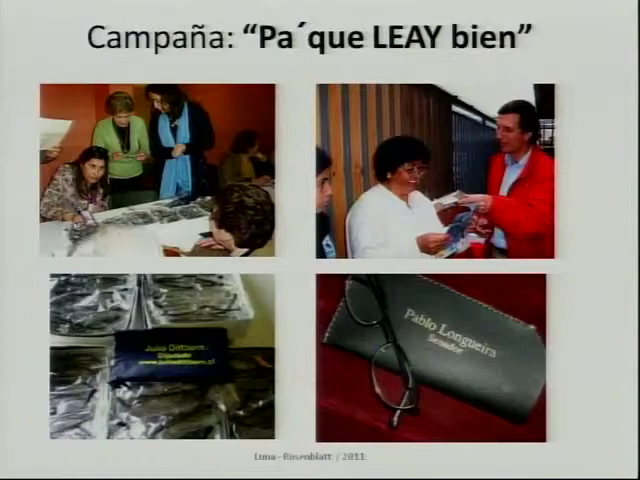 Campaña: “Pa´que LEAY bien”
Julio Dittborn
Diputado
www.juliodittborn.cl
Pablo Longueira
Senador
Luna - Rosenblatt / 2011